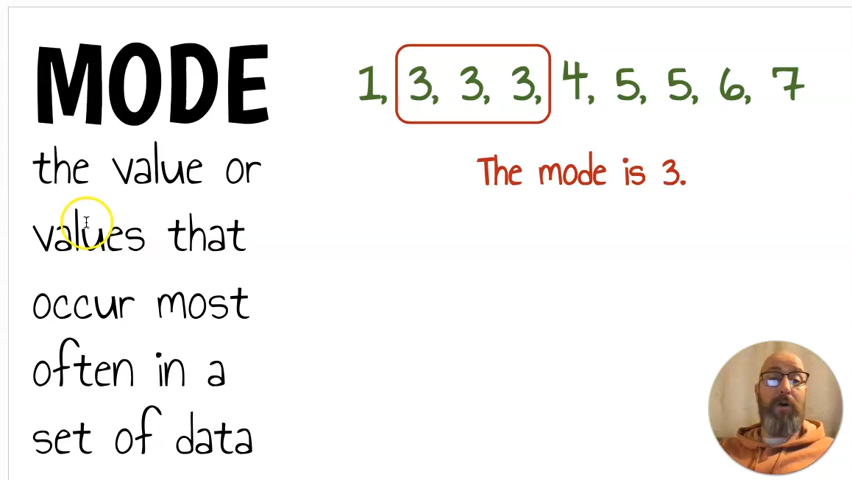 MODE
the value or
values that
occur most
often in a
set of data
1, 3, 3, 3, 4, 5, 5, 6, 7
The mode is 3.